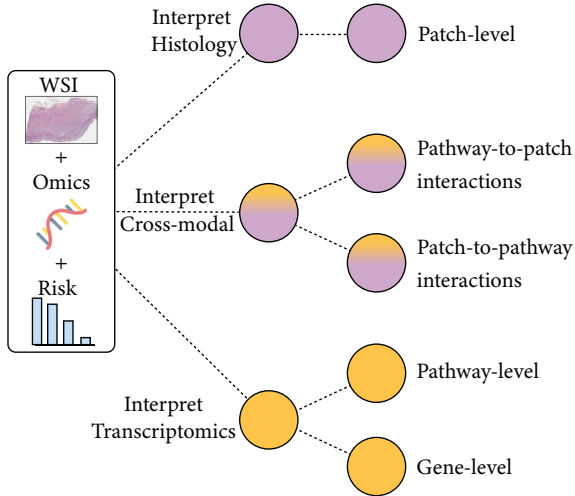 WSI
+
Omics
+
Risk
Interpret
Histology
Patch-level
Interpret
Cross-modal
Pathway-to-patch
interactions
Patch-to-pathway
interactions
Interpret
Transcriptomics
Pathway-level
Gene-level